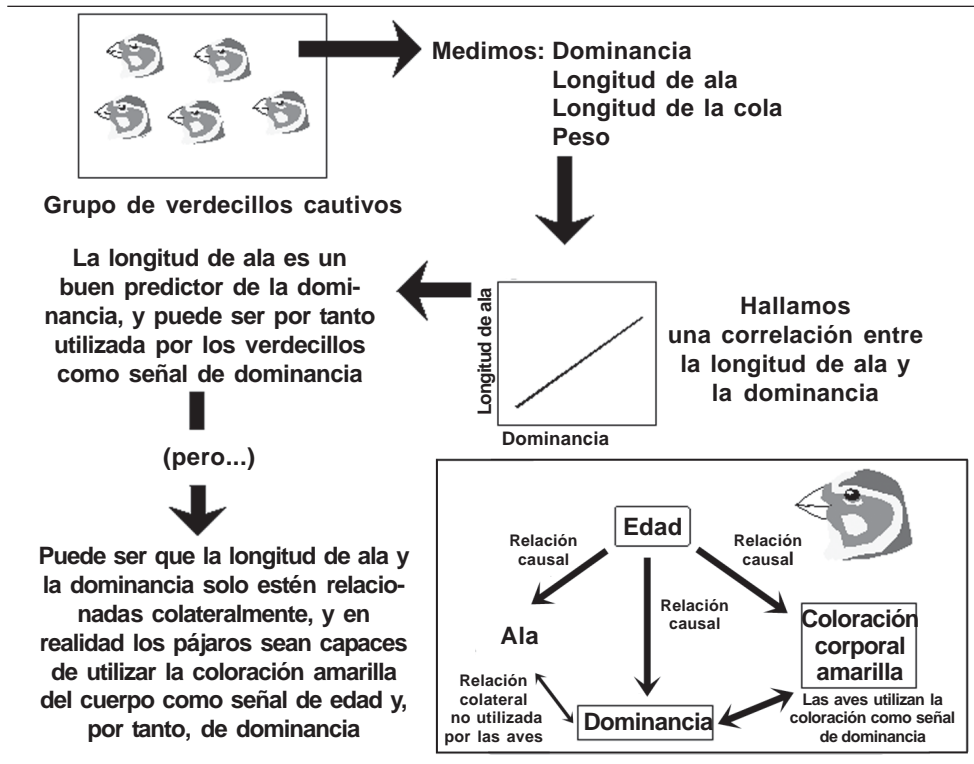 Medimos: Dominancia
Longitud de ala
Longitud de la cola
Peso
Grupo de verdecillos cautivos
Hallamos
una correlación entre
la longitud de ala y
la dominancia
Longitud de ala
Dominancia
La longitud de ala es un
buen predictor de la domi-
nancia, y puede ser por tanto
utilizada por los verdecillos
como señal de dominancia
(pero...)
Puede ser que la longitud de ala y
la dominancia solo estén relacio-
nadas colateralmente, y en
realidad los pájaros sean capaces
de utilizar la coloración amarilla
del cuerpo como señal de edad y,
por tanto, de dominancia
Edad
Relación
causal
Relación
causal
Relación
causal
Ala
Coloración
corporal
amarilla
Relación
colateral
no utilizada
por las aves
Dominancia
Las aves utilizan la
coloración como señal
de dominancia